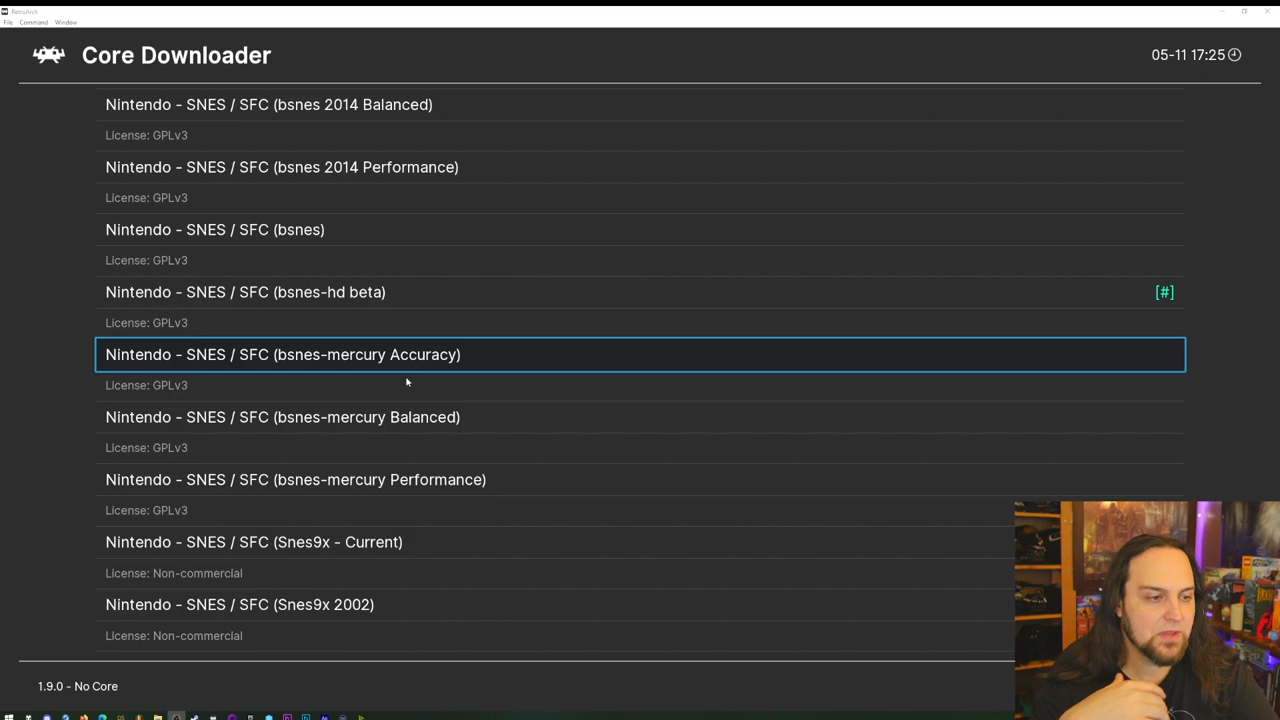 RetroArch
File Command Window
Core Downloader
05-11 17:25
Nintendo - SNES / SFC (bsnes 2014 Balanced)
License: GPLv3
Nintendo - SNES / SFC (bsnes 2014 Performance)
License: GPLv3
Nintendo - SNES / SFC (bsnes)
License: GPLv3
Nintendo - SNES / SFC (bsnes-hd beta) [#]
License: GPLv3
Nintendo - SNES / SFC (bsnes-mercury Accuracy)
License: GPLv3
Nintendo - SNES / SFC (bsnes-mercury Balanced)
License: GPLv3
Nintendo - SNES / SFC (bsnes-mercury Performance)
License: GPLv3
Nintendo - SNES / SFC (Snes9x - Current)
License: Non-commercial
Nintendo - SNES / SFC (Snes9x 2002)
License: Non-commercial
1.9.0 - No Core